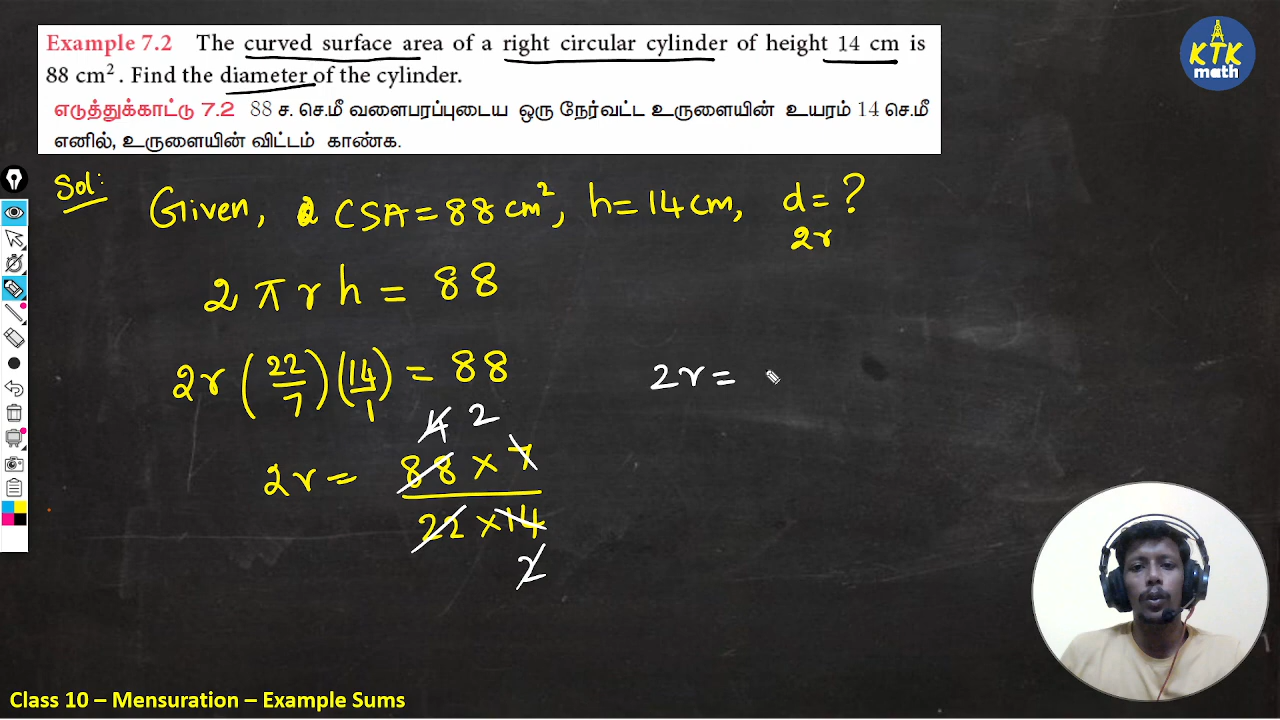 Example 7.2 The curved surface area of a right circular cylinder of height 14 cm is
88 cm². Find the diameter of the cylinder.
எடுத்துக்காட்டு 7.2 88 ச. செ.மீ வளைபரப்புடைய ஒரு நேர்வட்ட உருளையின் உயரம் 14 செ.மீ
எனில், உருளையின் விட்டம் காண்க.
KTK
math
Sol:
Given, CSA = 88 cm², h = 14 cm, d = ?
2r
2 π r h = 88
2r (22/7) (14/1) = 88
2r =
4 2
2r = 88 × 7
22 × 14
2
Class 10 – Mensuration – Example Sums